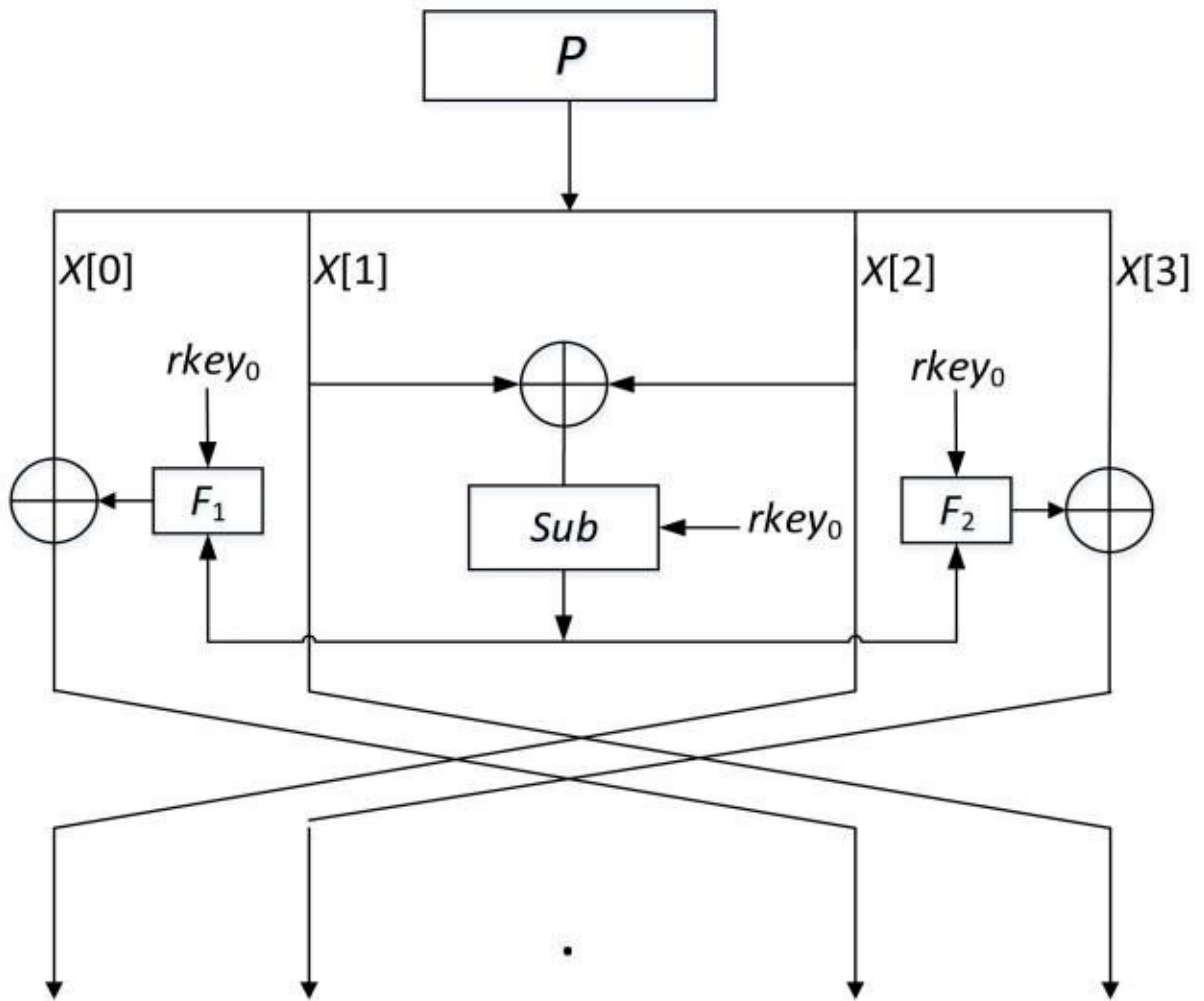 P
X[0]
X[1]
X[2]
X[3]
rkey₀
rkey₀
F₁
Sub
rkey₀
F₂